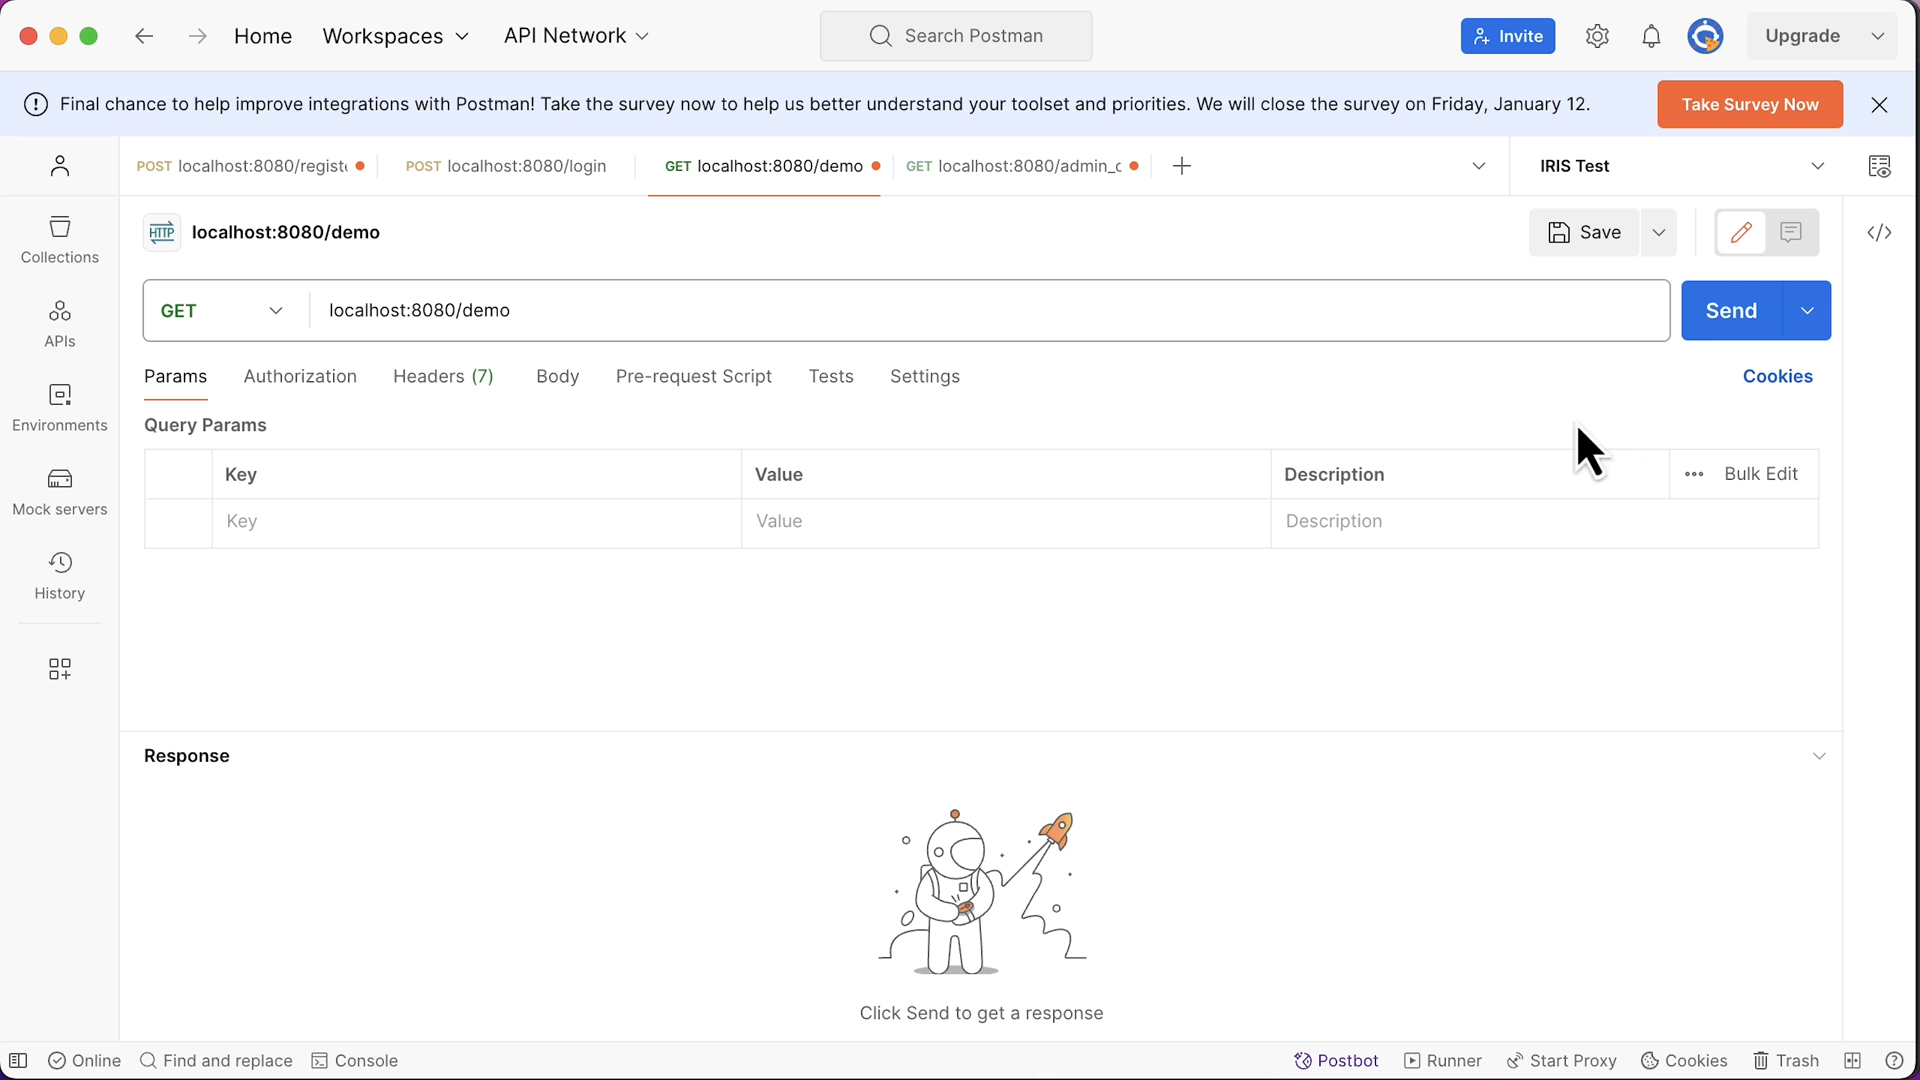 Home Workspaces API Network Search Postman Invite Upgrade
Final chance to help improve integrations with Postman! Take the survey now to help us better understand your toolset and priorities. We will close the survey on Friday, January 12. Take Survey Now
POST localhost:8080/regist POST localhost:8080/login GET localhost:8080/demo GET localhost:8080/admin_ IRIS Test
HTTP localhost:8080/demo Save
Collections
GET localhost:8080/demo Send
APIs
Params Authorization Headers (7) Body Pre-request Script Tests Settings Cookies
Environments
Query Params
Key Value Description Bulk Edit
Mock servers
Key Value Description
History
Response
Click Send to get a response
Online Find and replace Console Postbot Runner Start Proxy Cookies Trash